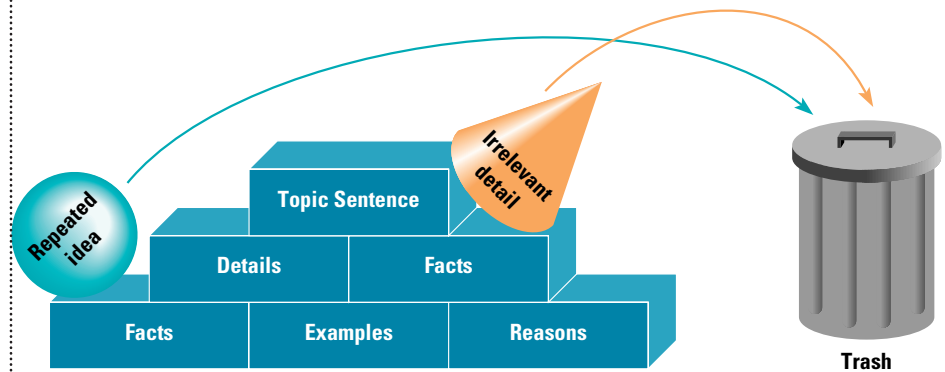 Irrelevant
detail
Topic Sentence
Repeated
idea
Details
Facts
Facts
Examples
Reasons
Trash